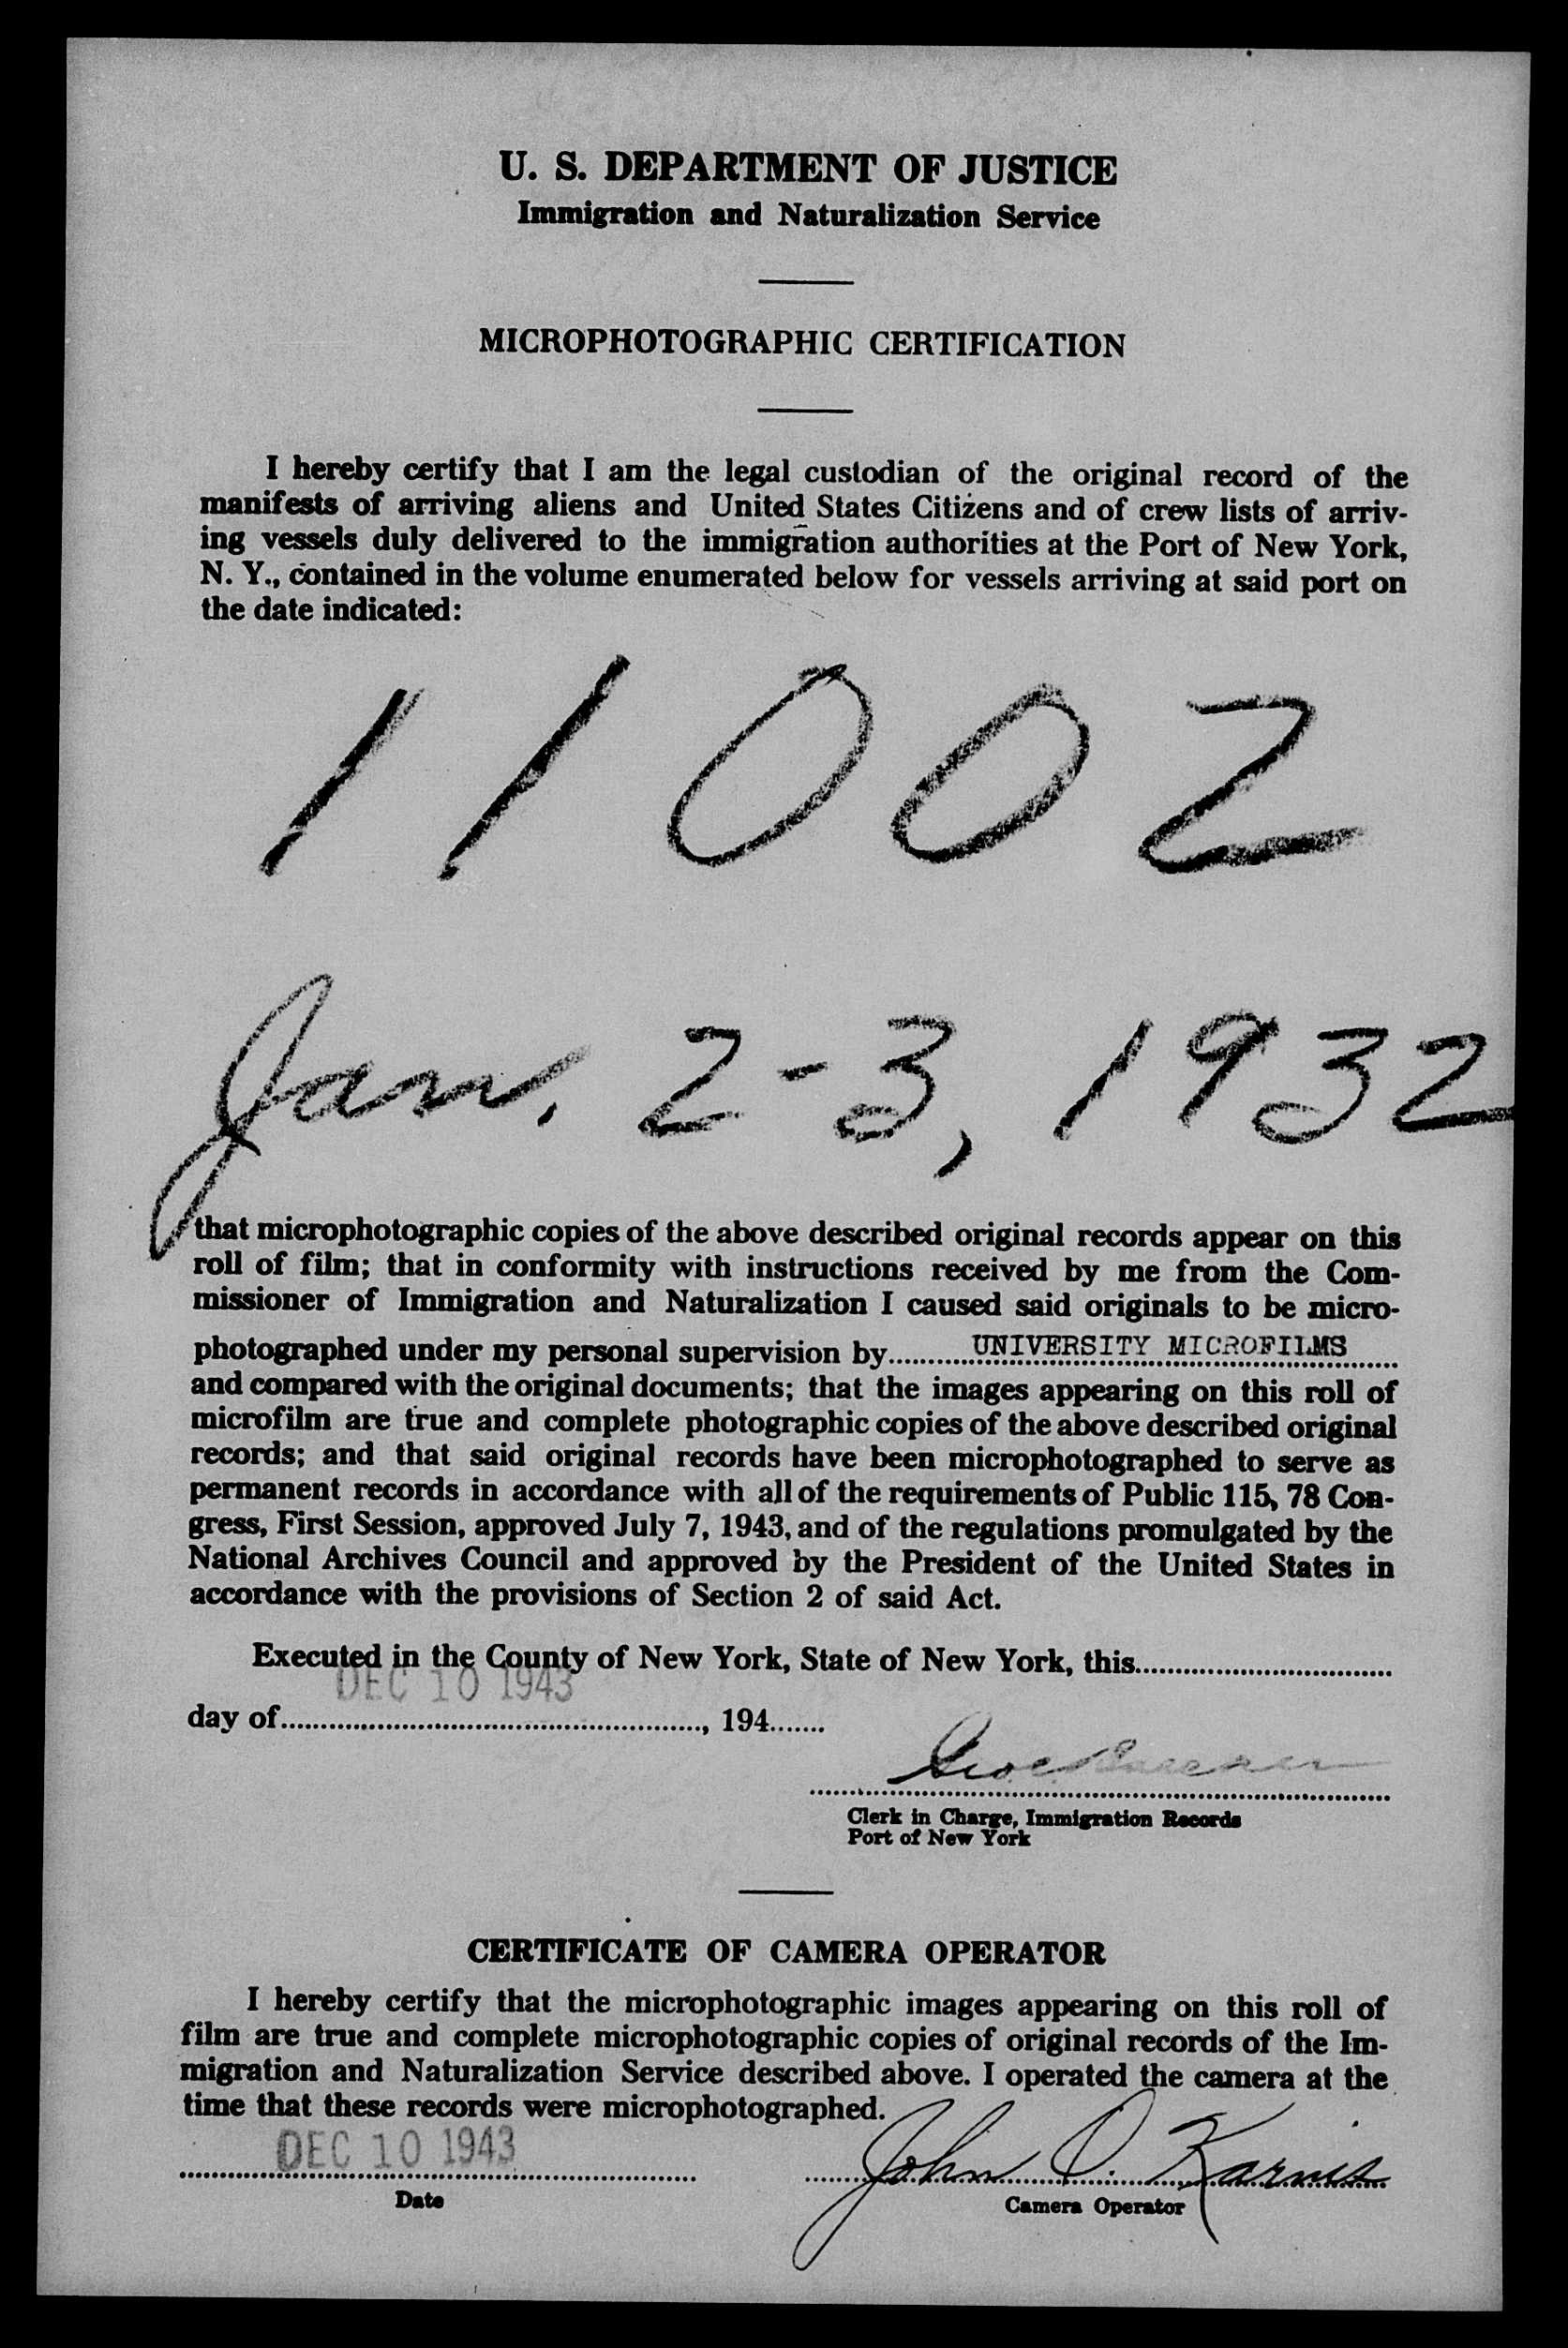 U. S. DEPARTMENT OF JUSTICE
Immigration and Naturalization Service
MICROPHOTOGRAPHIC CERTIFICATION
I hereby certify that I am the legal custodian of the original record of the
manifests of arriving aliens and United States Citizens and of crew lists of arriv-
ing vessels duly delivered to the immigration authorities at the Port of New York,
N. Y., contained in the volume enumerated below for vessels arriving at said port on
the date indicated:
11002
Jan. 2-3, 1932
that microphotographic copies of the above described original records appear on this
roll of film; that in conformity with instructions received by me from the Com-
missioner of Immigration and Naturalization I caused said originals to be micro-
photographed under my personal supervision by UNIVERSITY MICROFILMS
and compared with the original documents; that the images appearing on this roll of
microfilm are true and complete photographic copies of the above described original
records; and that said original records have been microphotographed to serve as
permanent records in accordance with all of the requirements of Public 115, 78 Con-
gress, First Session, approved July 7, 1943, and of the regulations promulgated by the
National Archives Council and approved by the President of the United States in
accordance with the provisions of Section 2 of said Act.
Executed in the County of New York, State of New York, this
DEC 10 1943
day of , 194
Clerk in Charge, Immigration Records
Port of New York
CERTIFICATE OF CAMERA OPERATOR
I hereby certify that the microphotographic images appearing on this roll of
film are true and complete microphotographic copies of original records of the Im-
migration and Naturalization Service described above. I operated the camera at the
time that these records were microphotographed.
DEC 10 1943 John
Date
Camera Operator